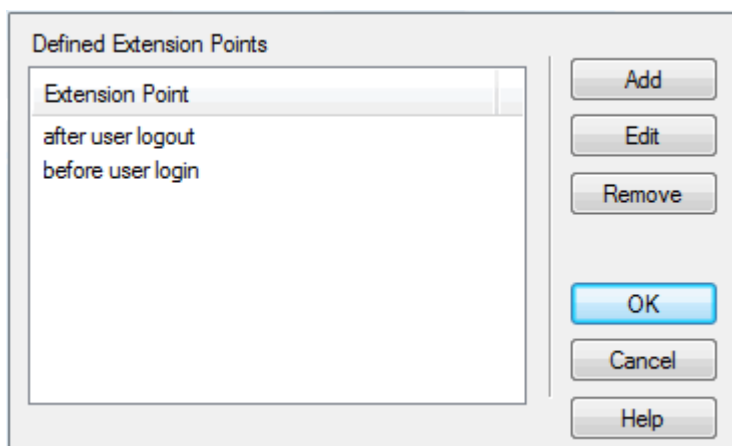 Defined Extension Points
Extension Point
after user logout
before user login
Add
Edit
Remove
OK
Cancel
Help